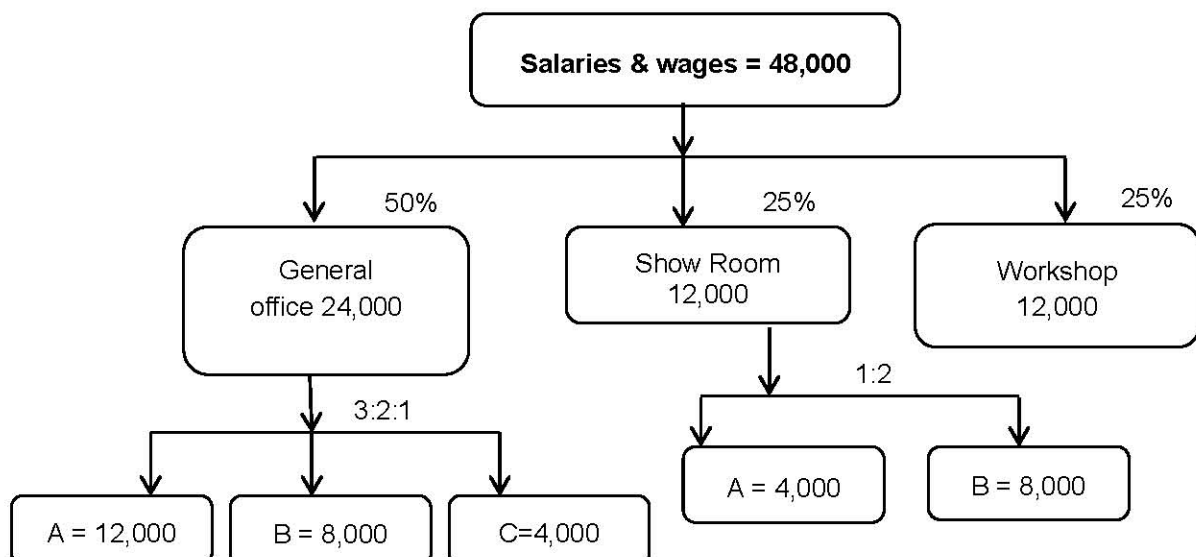 Salaries & wages = 48,000
50%
25%
25%
General
office 24,000
Show Room
12,000
Workshop
12,000
3:2:1
1:2
A = 12,000
B = 8,000
C=4,000
A = 4,000
B = 8,000